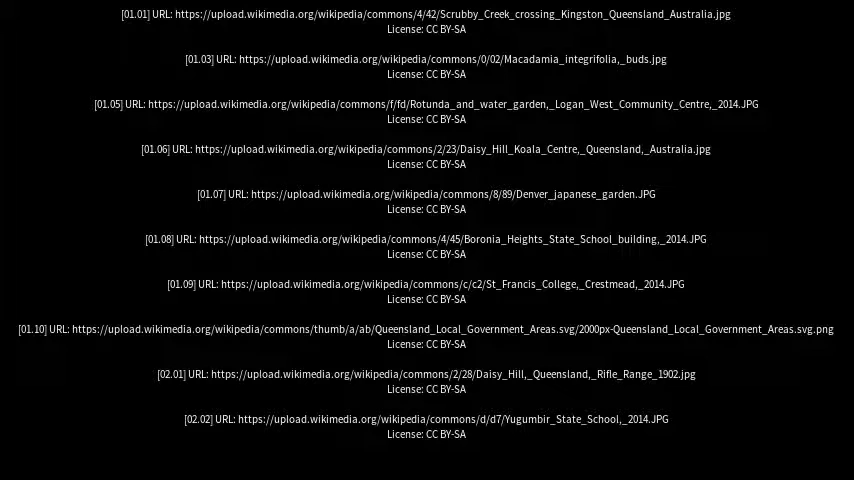 [01.01] URL: https://upload.wikimedia.org/wikipedia/commons/4/42/Scrubby_Creek_crossing_Kingston_Queensland_Australia.jpg
License: CC BY-SA
[01.03] URL: https://upload.wikimedia.org/wikipedia/commons/0/02/Macadamia_integrifolia,_buds.jpg
License: CC BY-SA
[01.05] URL: https://upload.wikimedia.org/wikipedia/commons/f/fd/Rotunda_and_water_garden,_Logan_West_Community_Centre,_2014.JPG
License: CC BY-SA
[01.06] URL: https://upload.wikimedia.org/wikipedia/commons/2/23/Daisy_Hill_Koala_Centre,_Queensland,_Australia.jpg
License: CC BY-SA
[01.07] URL: https://upload.wikimedia.org/wikipedia/commons/8/89/Denver_japanese_garden.JPG
License: CC BY-SA
[01.08] URL: https://upload.wikimedia.org/wikipedia/commons/4/45/Boronia_Heights_State_School_building,_2014.JPG
License: CC BY-SA
[01.09] URL: https://upload.wikimedia.org/wikipedia/commons/c/c2/St_Francis_College,_Crestmead,_2014.JPG
License: CC BY-SA
[01.10] URL: https://upload.wikimedia.org/wikipedia/commons/thumb/a/ab/Queensland_Local_Government_Areas.svg/2000px-Queensland_Local_Government_Areas.svg.png
License: CC BY-SA
[02.01] URL: https://upload.wikimedia.org/wikipedia/commons/2/28/Daisy_Hill,_Queensland,_Rifle_Range_1902.jpg
License: CC BY-SA
[02.02] URL: https://upload.wikimedia.org/wikipedia/commons/d/d7/Yugumbir_State_School,_2014.JPG
License: CC BY-SA